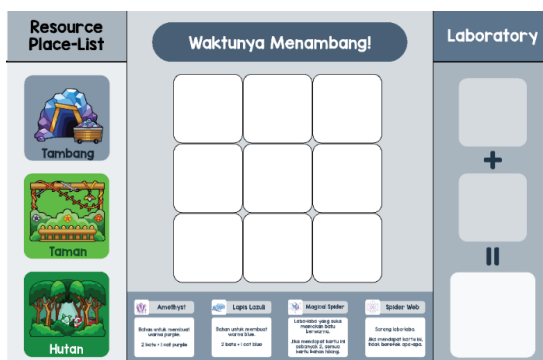 Resource
Place-List
Tambang
Taman
Hutan
Waktunya Menambang!
Amethyst
Bahan untuk membuat
warna purple.
2 batu = 1 cat purple
Lapis Lazuli
Bahan untuk membuat
warna blue.
2 batu = 1 cat blue
Magical Spider
Laba-laba yang suka
memakan batu
berwarna.
Jika mendapat kartu ini
sebanyak 2, semua
kartu bahan hilang.
Spider Web
Sarang laba-laba.
Jika mendapat kartu ini,
tidak berefek apa-apa.
Laboratory
+
=